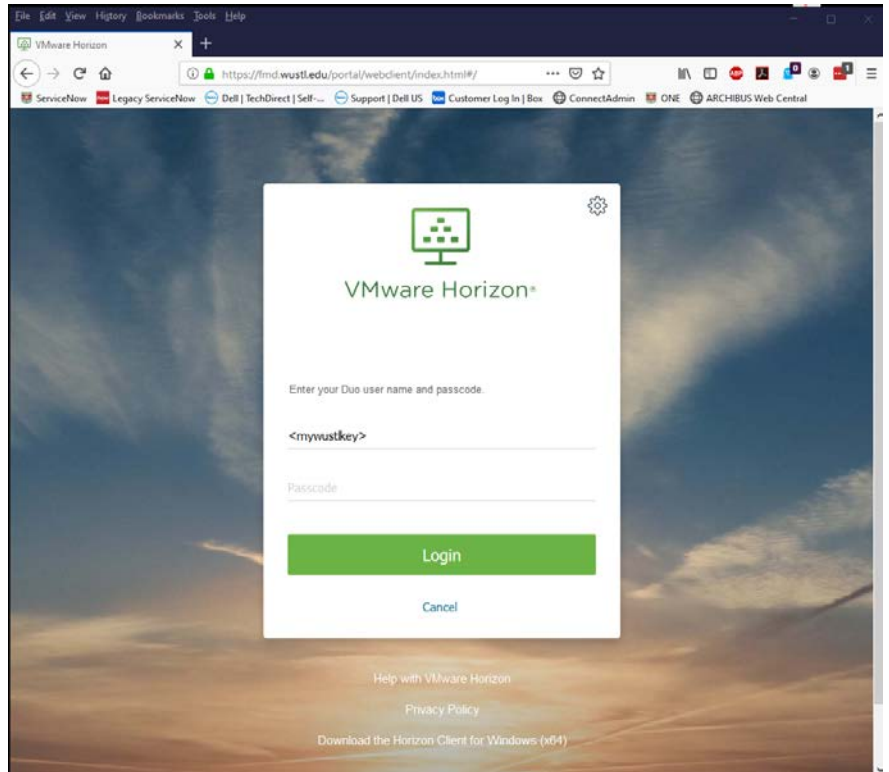 File Edit View History Bookmarks Tools Help
VMware Horizon
https://fmd.wustl.edu/portal/webclient/index.html#/
ServiceNow Legacy ServiceNow Dell | TechDirect | Self-... Support | Dell US Customer Log In | Box ConnectAdmin ONE ARCHIBUS Web Central
VMware Horizon®
Enter your Duo user name and passcode.
<mywustlkey>
Passcode
Login
Cancel
Help with VMware Horizon
Privacy Policy
Download the Horizon Client for Windows (x64)